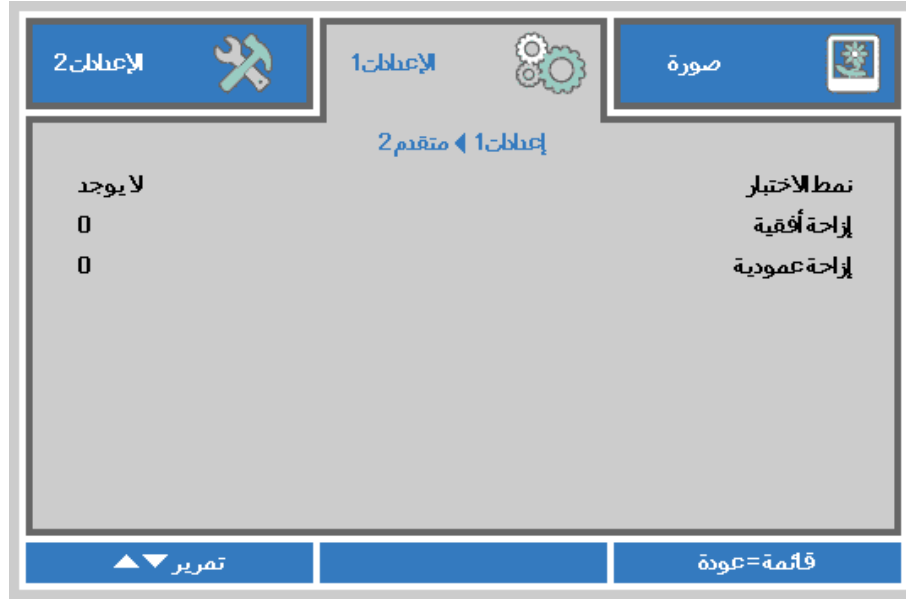 صورة
الإعدادات1
الإعدادات2
إعدادات1 ⏵ متقدم2
نمط الاختبار لا يوجد
إزاحة أفقية 0
إزاحة عمودية 0
قائمة=عودة
تمرير ▼▲